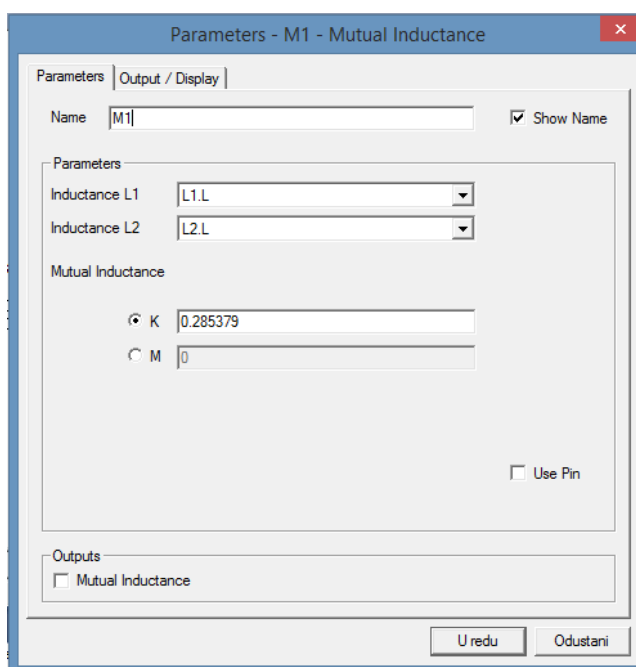 Parameters - M1 - Mutual Inductance
Parameters Output / Display
Name M1 Show Name
Parameters
Inductance L1 L1.L
Inductance L2 L2.L
Mutual Inductance
K 0.285379
M 0
Use Pin
Outputs
Mutual Inductance
U redu Odustani